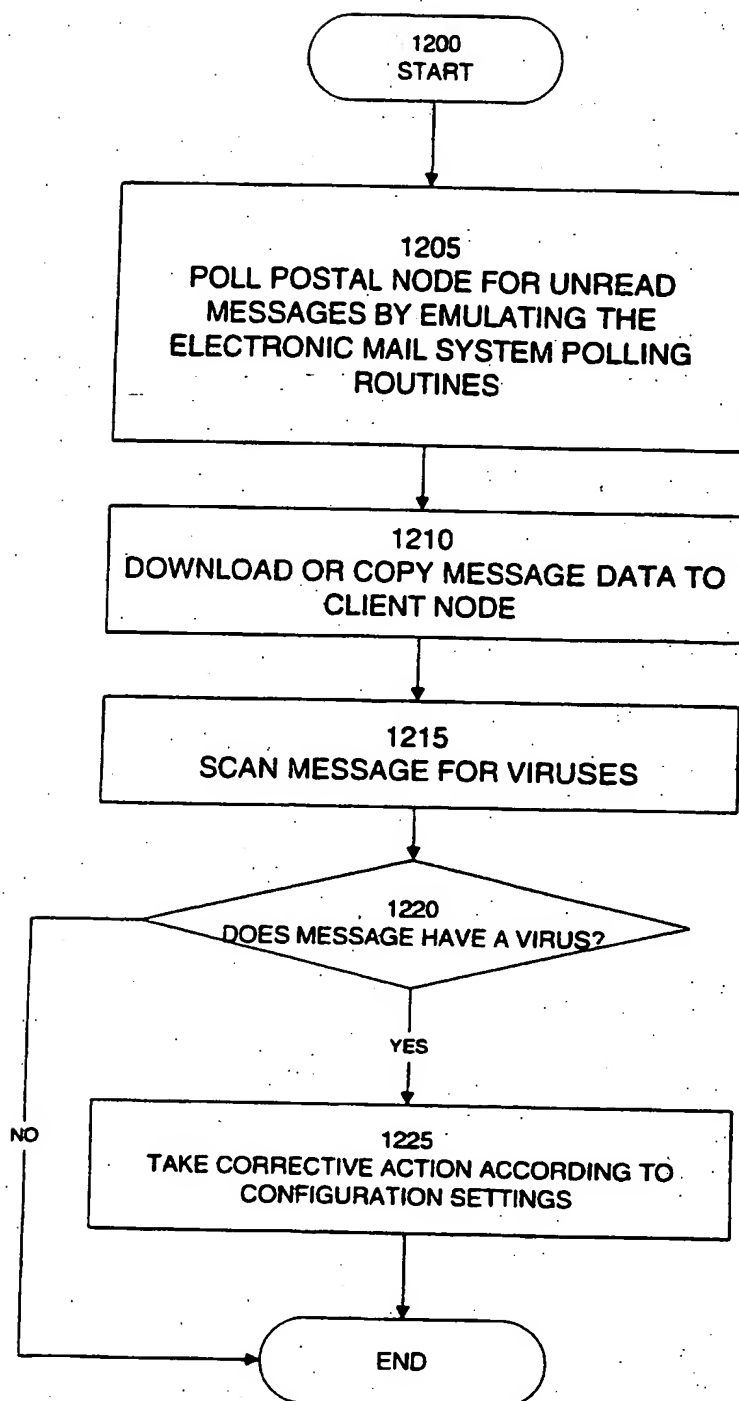 1200
START
1205
POLL POSTAL NODE FOR UNREAD
MESSAGES BY EMULATING THE
ELECTRONIC MAIL SYSTEM POLLING
ROUTINES
1210
DOWNLOAD OR COPY MESSAGE DATA TO
CLIENT NODE
1215
SCAN MESSAGE FOR VIRUSES
1220
DOES MESSAGE HAVE A VIRUS?
YES
NO
1225
TAKE CORRECTIVE ACTION ACCORDING TO
CONFIGURATION SETTINGS
END